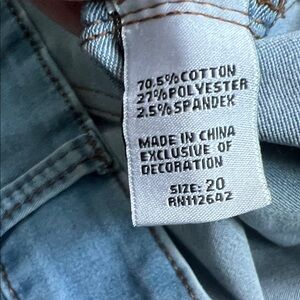 70.5%COTTON
27%POLYESTER
2.5%SPANDEX
MADE IN CHINA
EXCLUSIVE OF
DECORATION
SIZE: 20
RN112642